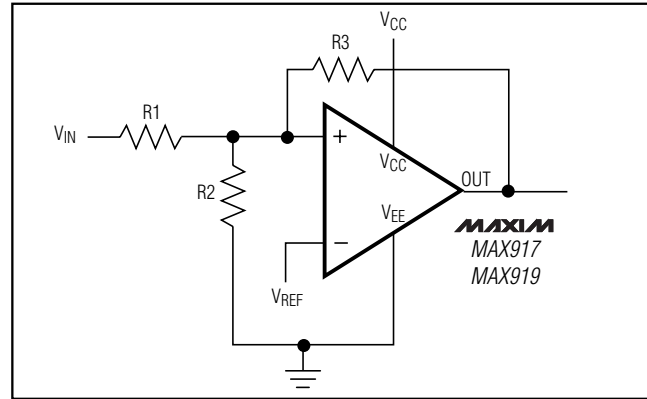 VCC
R3
R1
VIN
+
VCC
R2
OUT
VEE
MAXIM
MAX917
MAX919
−
VREF